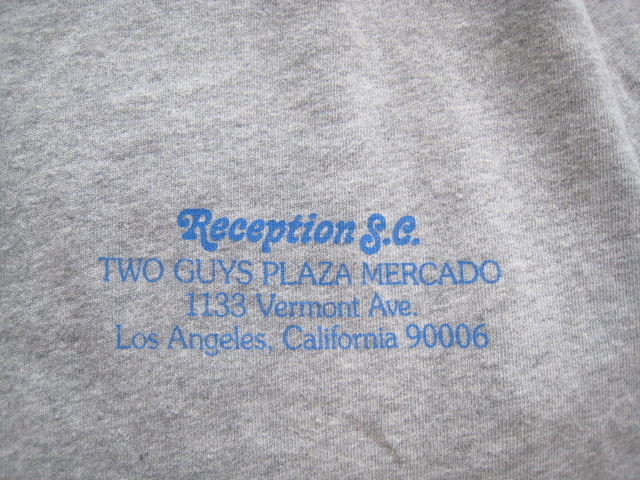 Reception S.C.
TWO GUYS PLAZA MERCADO
1133 Vermont Ave.
Los Angeles, California 90006